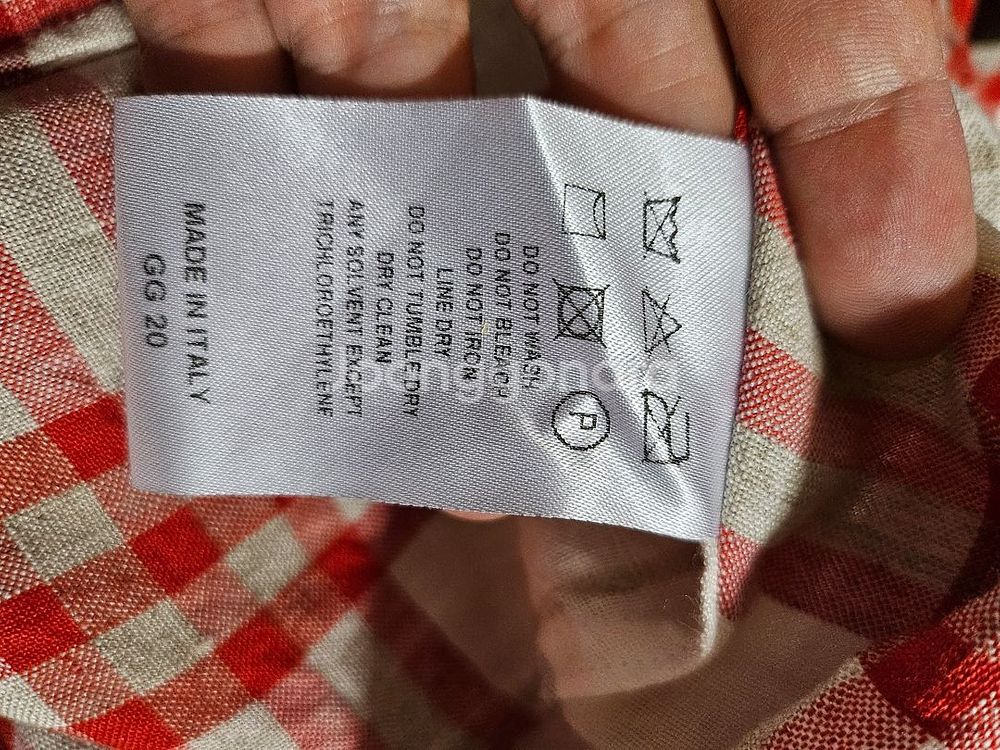 DO NOT WASH
DO NOT BLEACH
DO NOT IRON
LINE DRY
DO NOT TUMBLE DRY
DRY CLEAN
ANY SOLVENT EXCEPT
TRICHLOROETHYLENE
MADE IN ITALY
GG 20
P